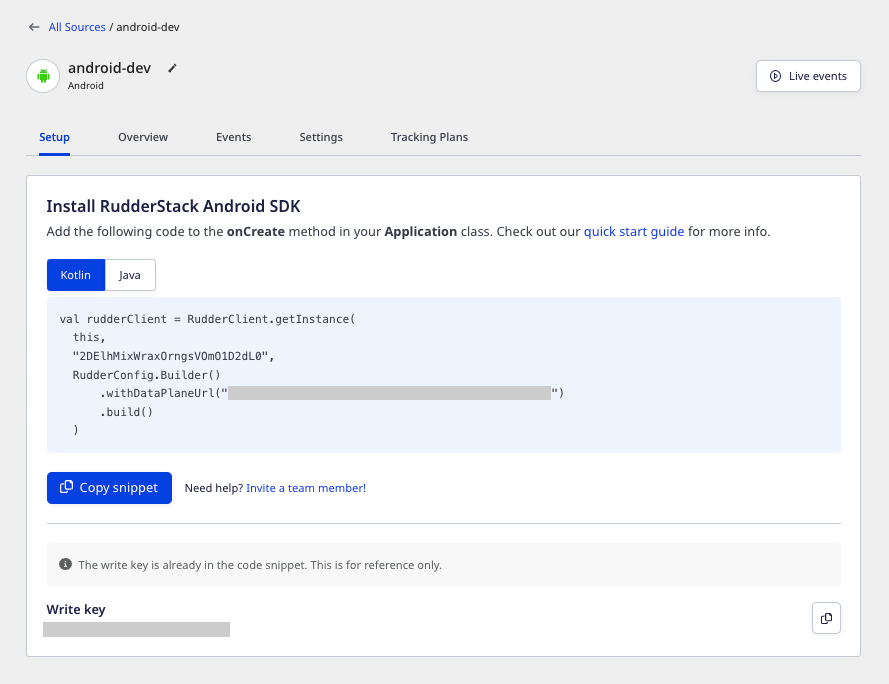 All Sources / android-dev
android-dev
Android
Live events
Setup Overview Events Settings Tracking Plans
Install RudderStack Android SDK
Add the following code to the onCreate method in your Application class. Check out our quick start guide for more info.
Kotlin Java
val rudderClient = RudderClient.getInstance(
  this,
  "2DElhMixWraxOrngsVOmO1D2dL0",
  RudderConfig.Builder()
      .withDataPlaneUrl("")
      .build()
  )
Copy snippet Need help? Invite a team member!
The write key is already in the code snippet. This is for reference only.
Write key